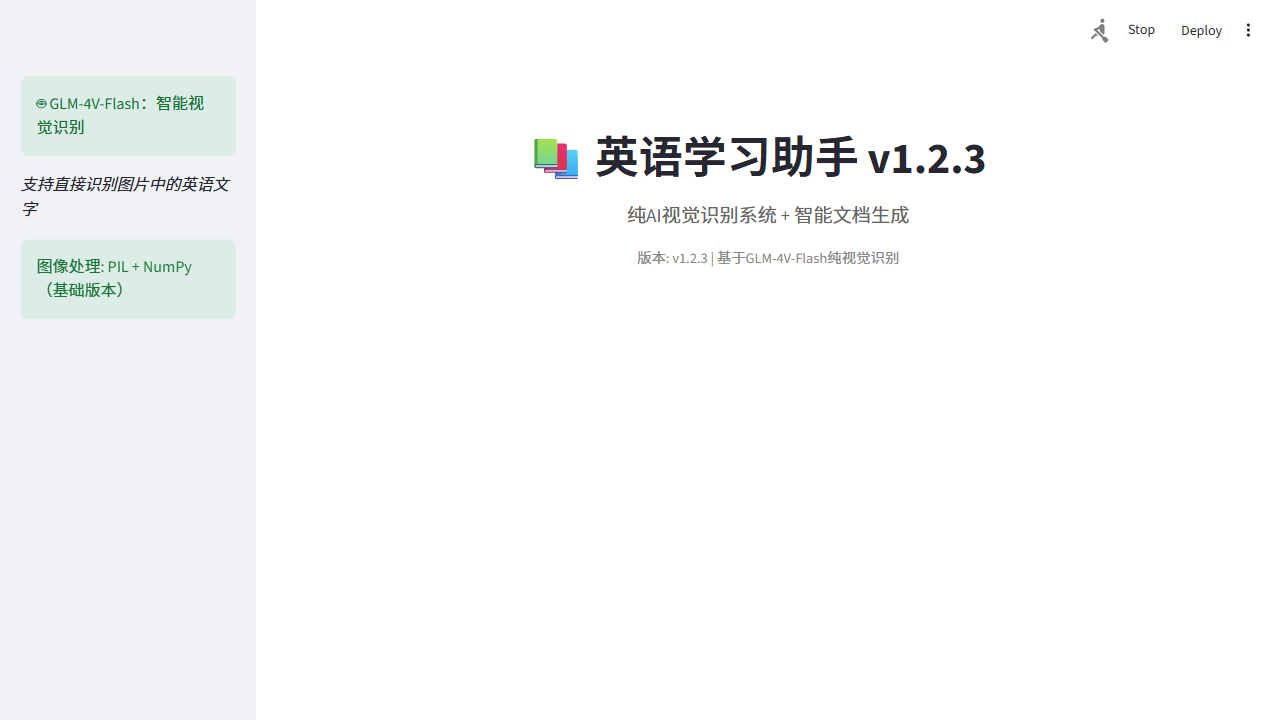 Stop
Deploy
GLM-4V-Flash：智能视
觉识别
支持直接识别图片中的英语文
字
图像处理: PIL + NumPy
（基础版本）
英语学习助手 v1.2.3
纯AI视觉识别系统 + 智能文档生成
版本: v1.2.3 | 基于GLM-4V-Flash纯视觉识别